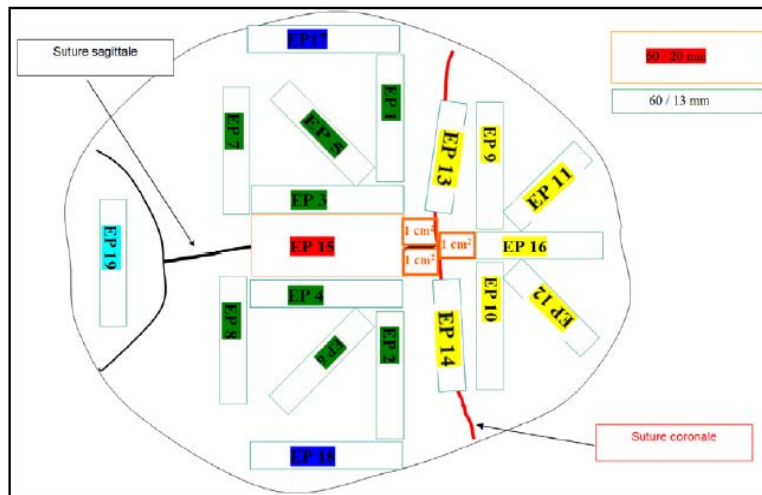 Suture sagittale
EP17
60 / 20 mm
60 / 13 mm
EP 1
EP 5
EP 7
EP 13
EP 9
EP 11
EP 3
EP 19
EP 15
1 cm²
1 cm²
1 cm²
EP 16
EP 4
EP 8
EP 6
EP 2
EP 14
EP 10
EP 12
EP 18
Suture coronale